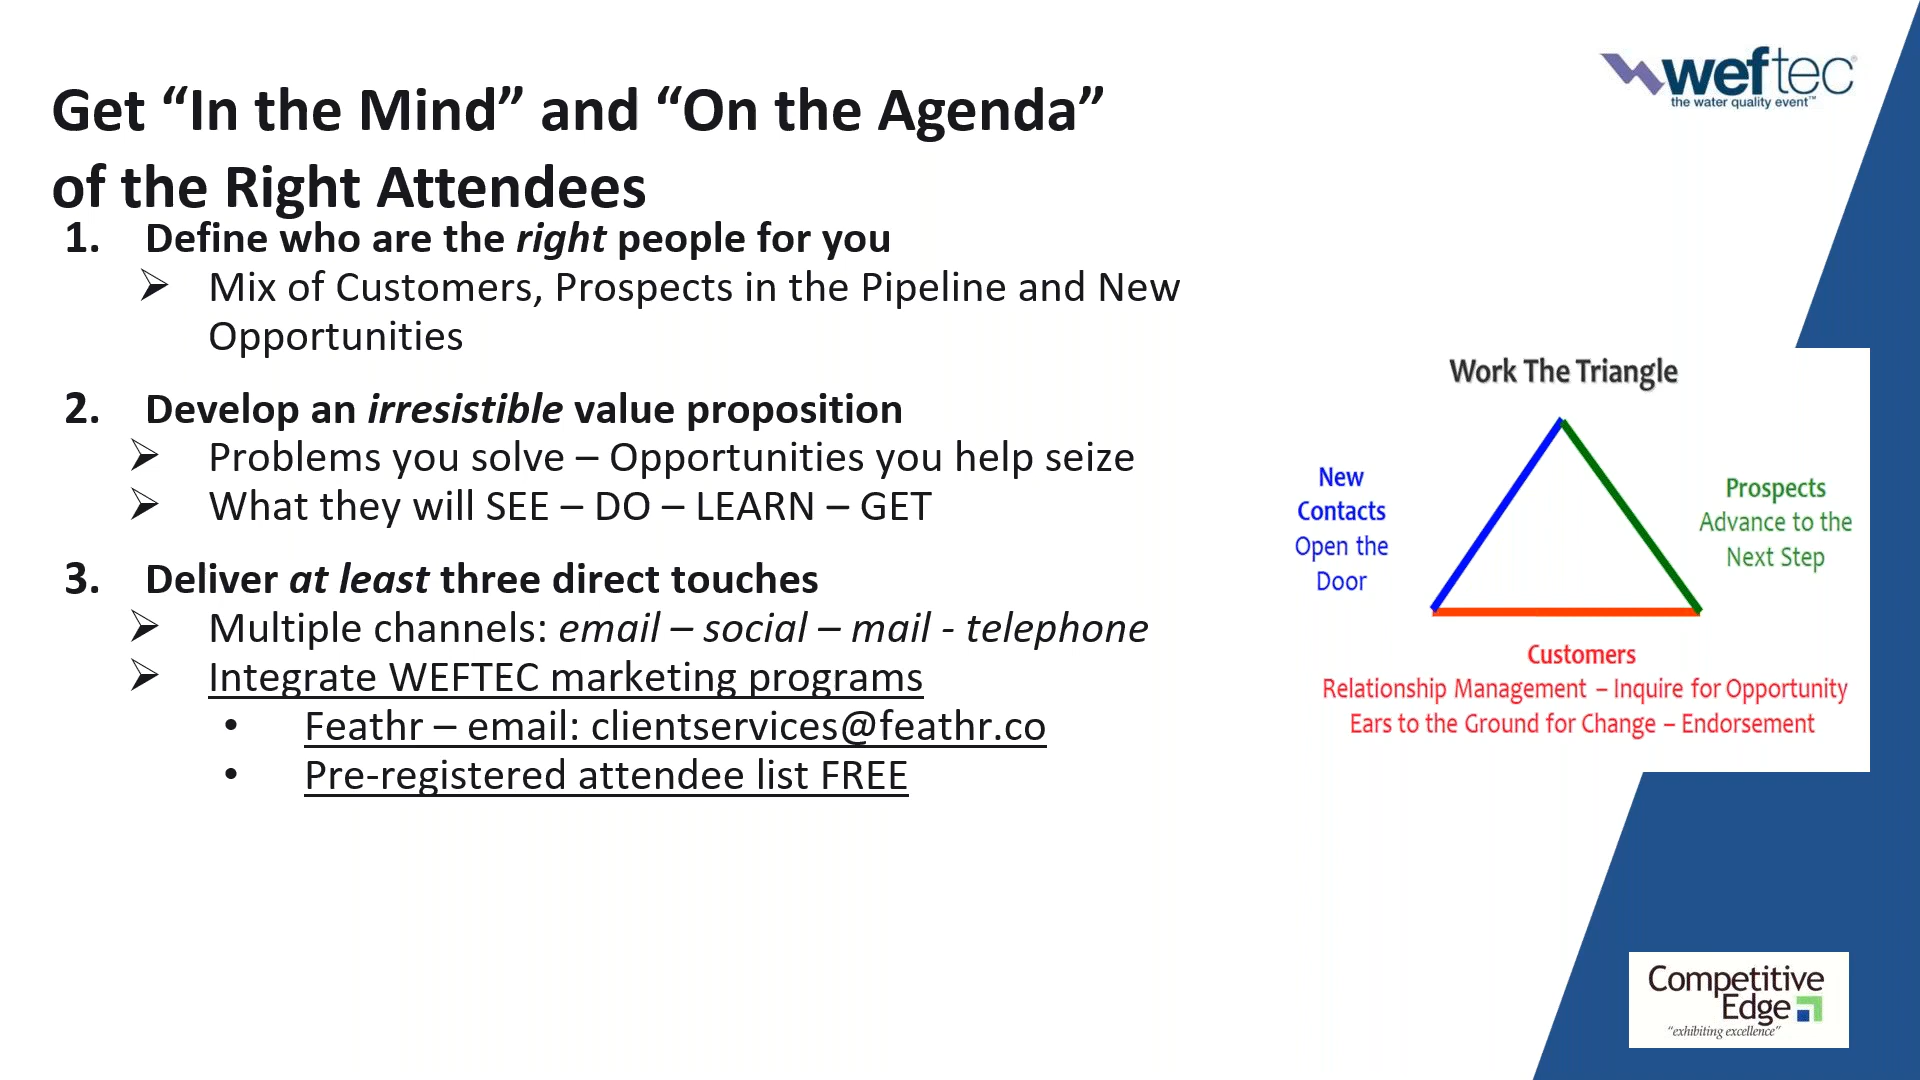 weftec
the water quality event™
Get “In the Mind” and “On the Agenda”
of the Right Attendees
1. Define who are the right people for you
Mix of Customers, Prospects in the Pipeline and New
Opportunities
2. Develop an irresistible value proposition
Problems you solve – Opportunities you help seize
What they will SEE – DO – LEARN – GET
3. Deliver at least three direct touches
Multiple channels: email – social – mail - telephone
Integrate WEFTEC marketing programs
• Feathr – email: clientservices@feathr.co
• Pre-registered attendee list FREE
Work The Triangle
New
Contacts
Open the
Door
Prospects
Advance to the
Next Step
Customers
Relationship Management – Inquire for Opportunity
Ears to the Ground for Change – Endorsement
Competitive
Edge
“exhibiting excellence”